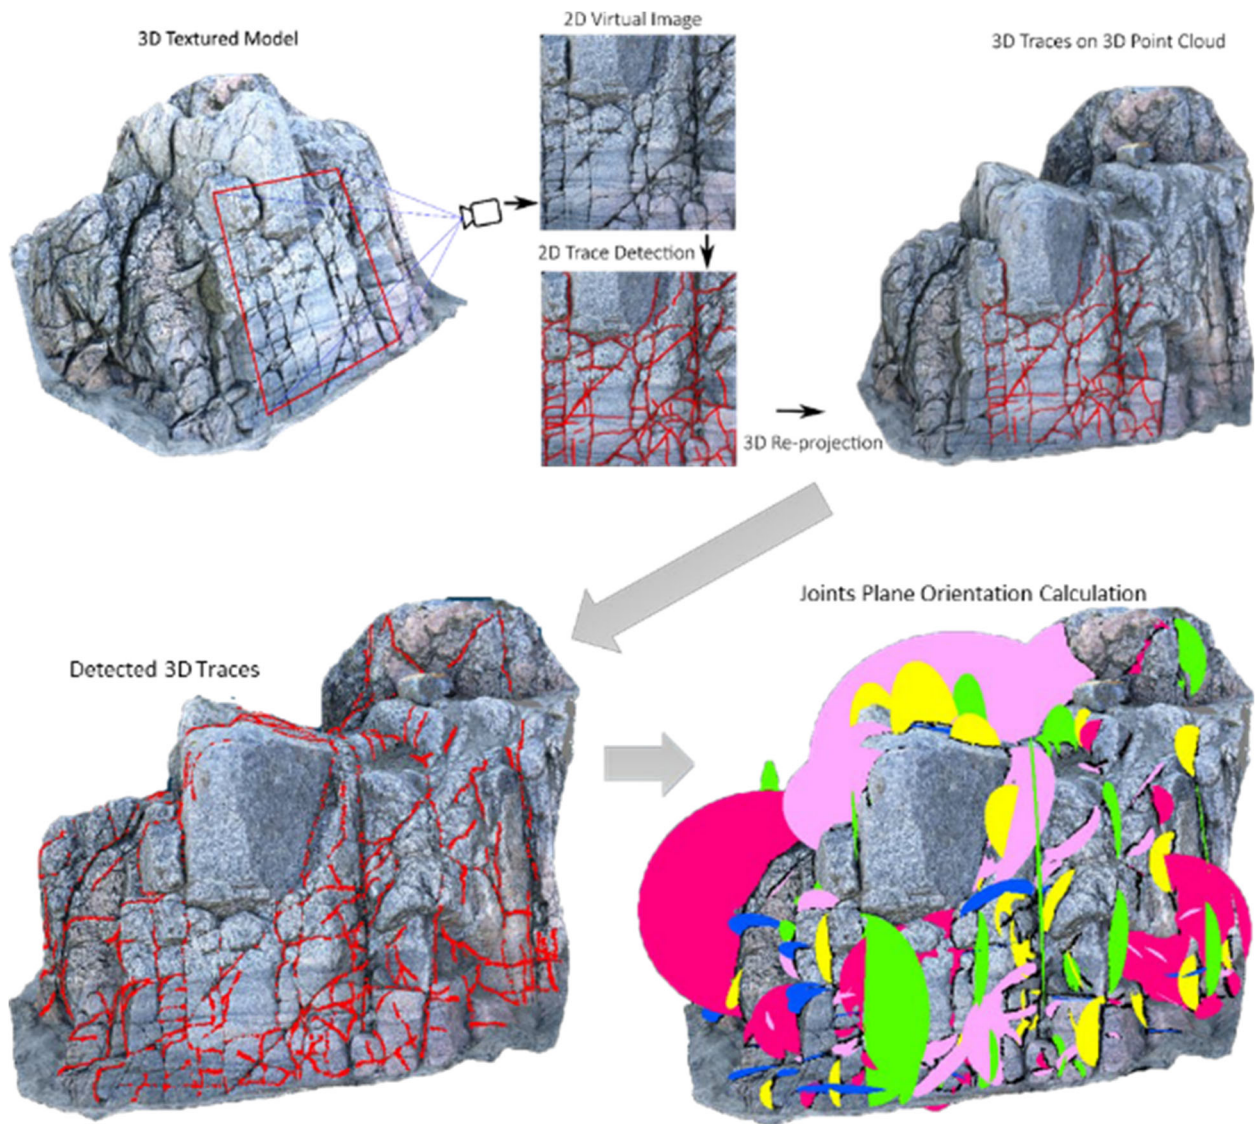 3D Textured Model
2D Virtual Image
3D Traces on 3D Point Cloud
2D Trace Detection
3D Re-projection
Joints Plane Orientation Calculation
Detected 3D Traces